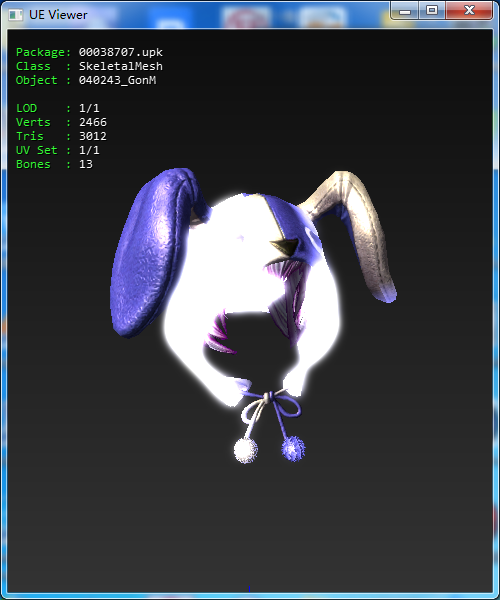 UE Viewer
Package: 00038707.upk
Class : SkeletalMesh
Object : 040243_GonM
LOD : 1/1
Verts : 2466
Tris : 3012
UV Set : 1/1
Bones : 13